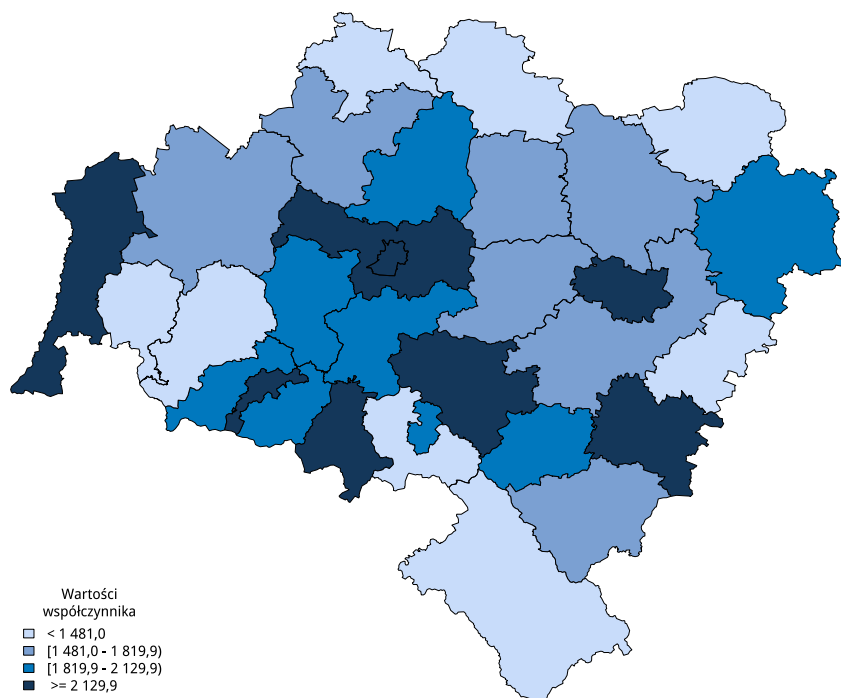 Wartości
współczynnika
< 1 481,0
[1 481,0 - 1 819,9)
[1 819,9 - 2 129,9)
>= 2 129,9